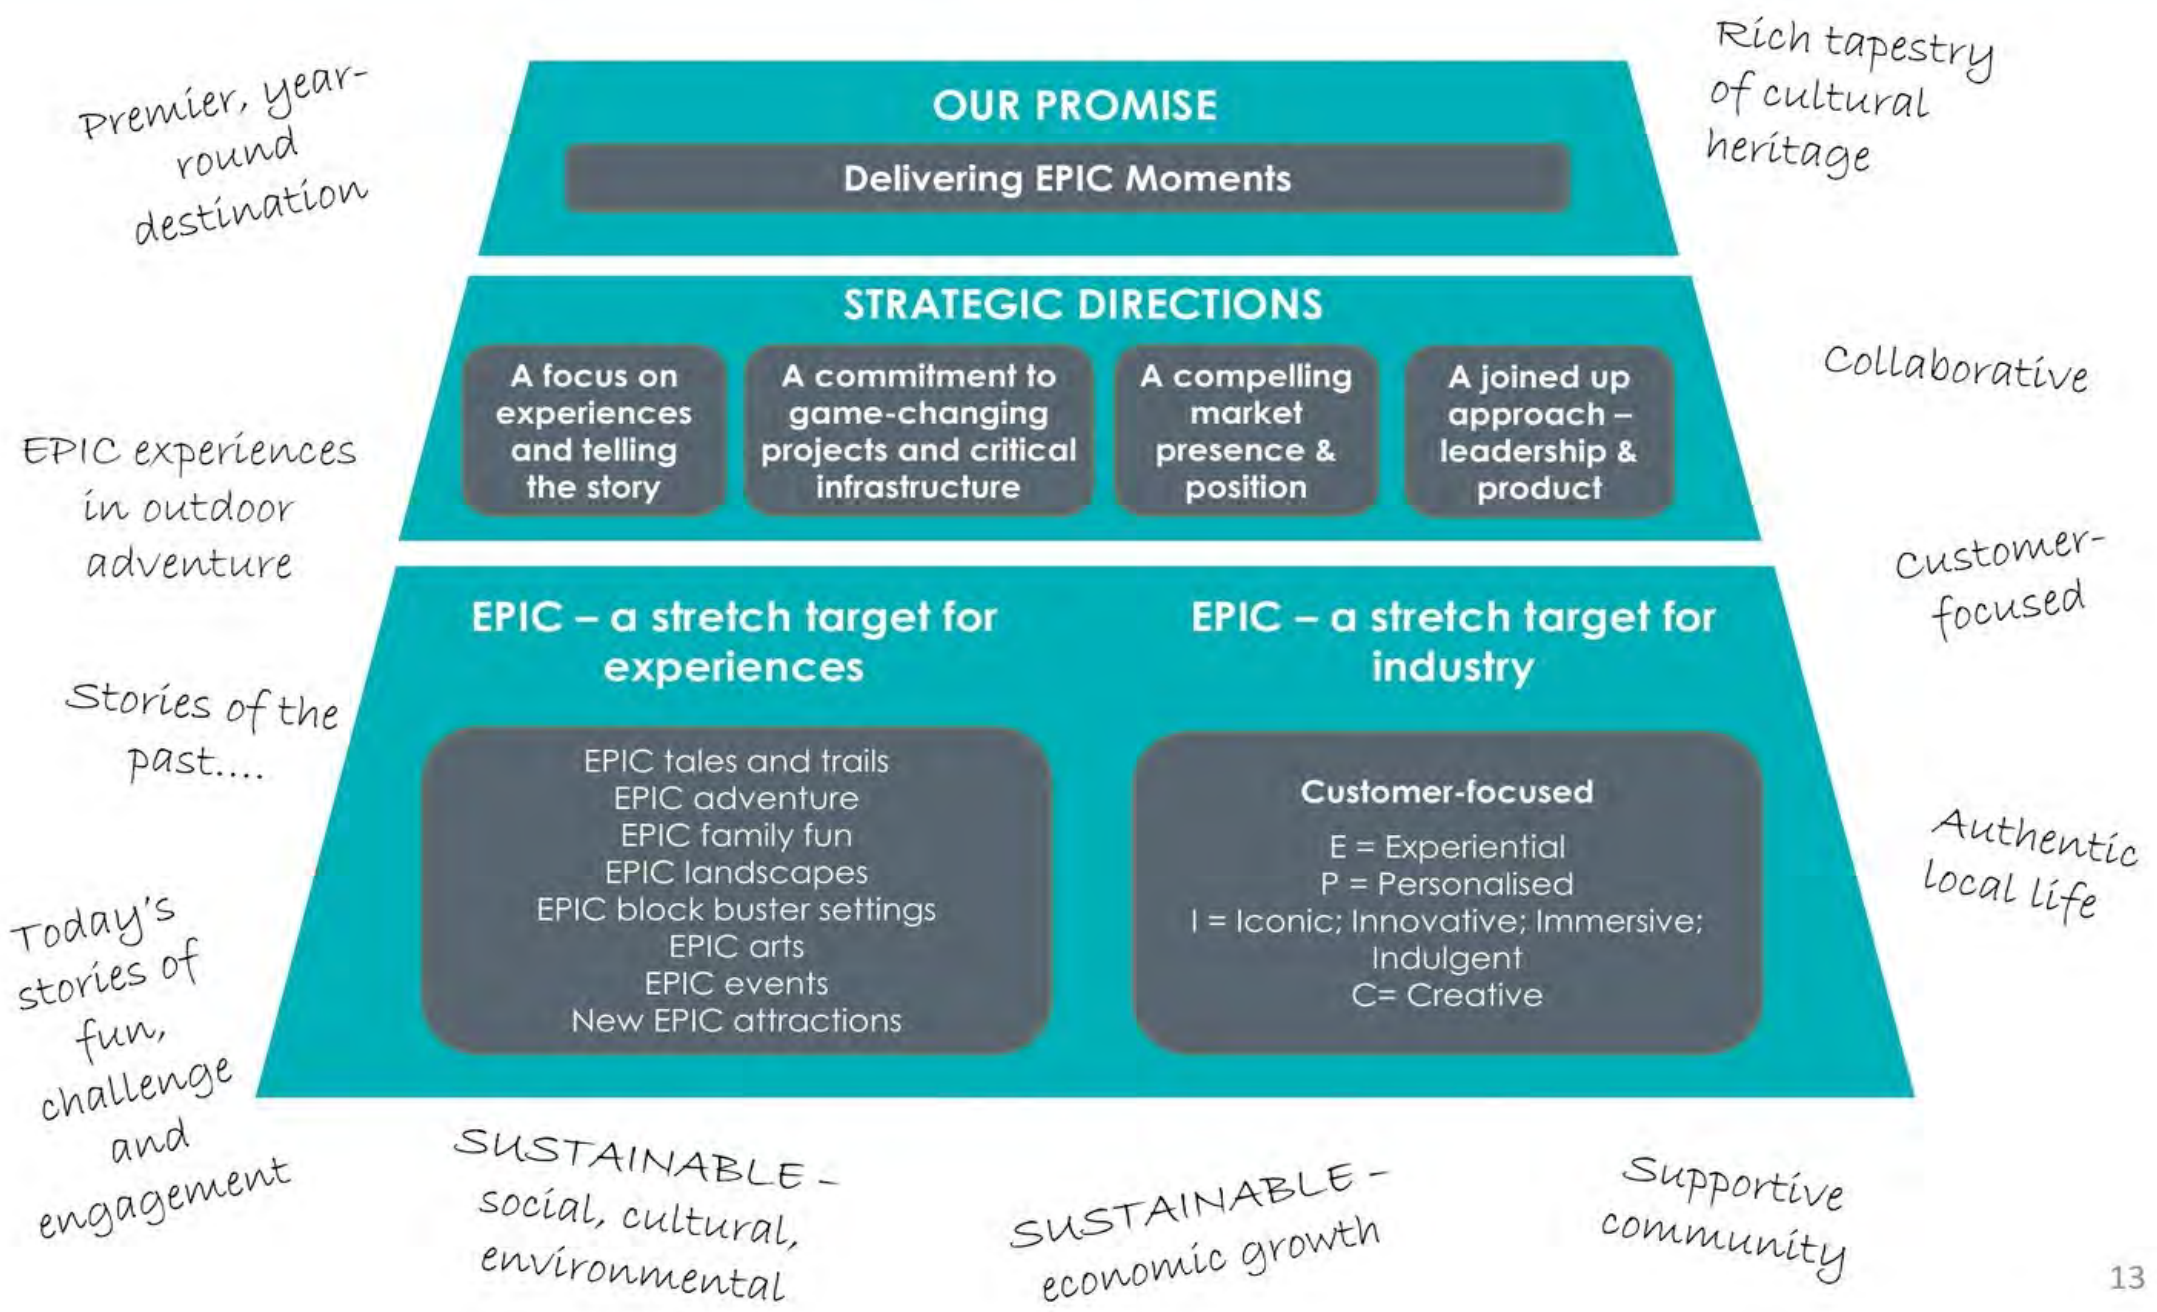 Premier, year-
round
destination
Rich tapestry
of cultural
heritage
OUR PROMISE
Delivering EPIC Moments
STRATEGIC DIRECTIONS
A focus on
experiences
and telling
the story
A commitment to
game-changing
projects and critical
infrastructure
A compelling
market
presence &
position
A joined up
approach –
leadership &
product
Collaborative
EPIC experiences
in outdoor
adventure
Customer-
focused
EPIC – a stretch target for
experiences
EPIC – a stretch target for
industry
Stories of the
past....
EPIC tales and trails
EPIC adventure
EPIC family fun
EPIC landscapes
EPIC block buster settings
EPIC arts
EPIC events
New EPIC attractions
Customer-focused
E = Experiential
P = Personalised
I = Iconic; Innovative; Immersive;
Indulgent
C= Creative
Authentic
local life
Today's
stories of
fun,
challenge
and
engagement
SUSTAINABLE -
social, cultural,
environmental
SUSTAINABLE -
economic growth
Supportive
community
13